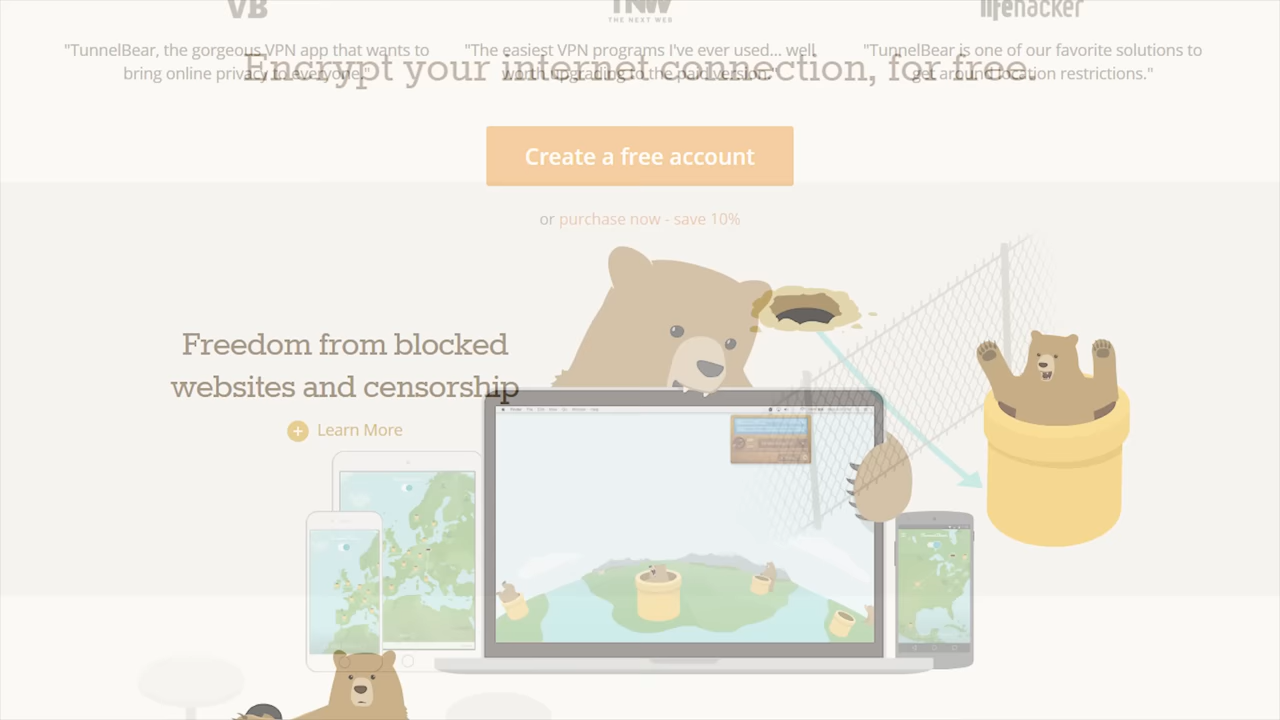 VB
TNW
THE NEXT WEB
lifehacker
"TunnelBear, the gorgeous VPN app that wants to
bring online privacy to everyone."
"The easiest VPN programs I've ever used... well
worth upgrading to the paid version."
"TunnelBear is one of our favorite solutions to
get around location restrictions."
Encrypt your internet connection, for free.
Create a free account
or purchase now - save 10%
Freedom from blocked
websites and censorship
+ Learn More